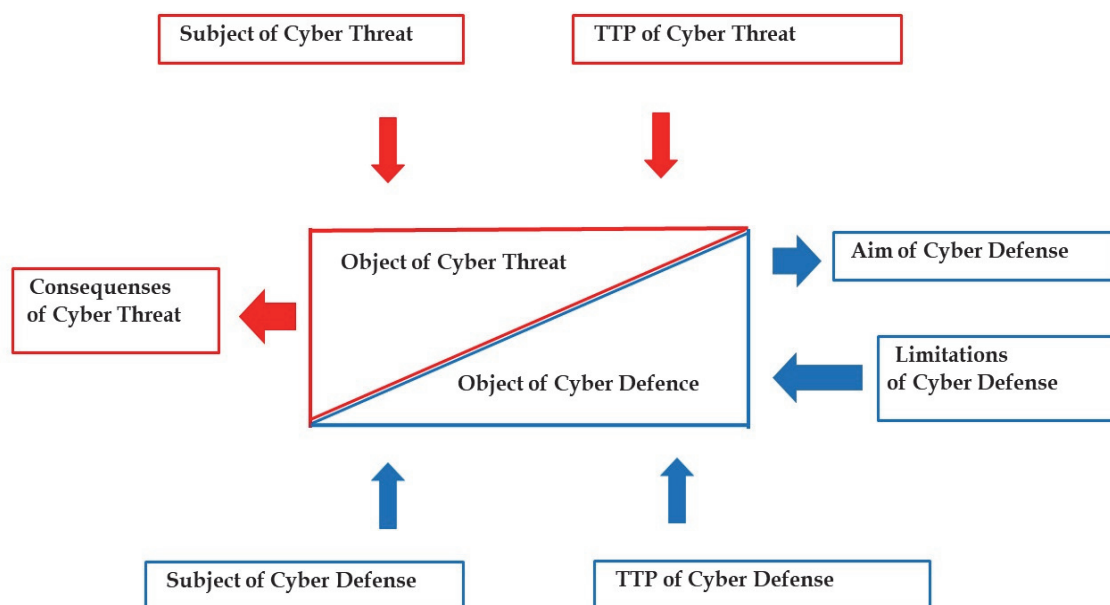 Subject of Cyber Threat
TTP of Cyber Threat
Object of Cyber Threat
Aim of Cyber Defense
Consequenses
of Cyber Threat
Limitations
of Cyber Defense
Object of Cyber Defence
Subject of Cyber Defense
TTP of Cyber Defense